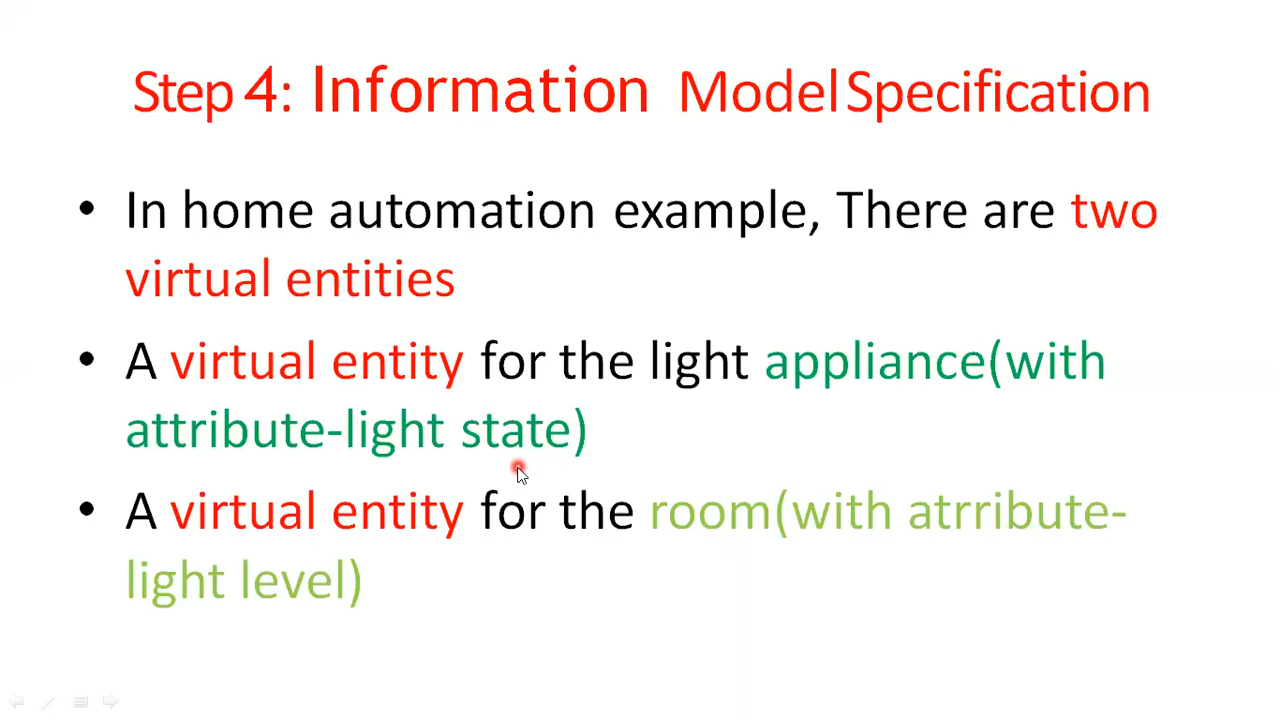 Step 4: Information Model Specification
• In home automation example, There are two
virtual entities
• A virtual entity for the light appliance(with
attribute-light state)
• A virtual entity for the room(with atrribute-
light level)